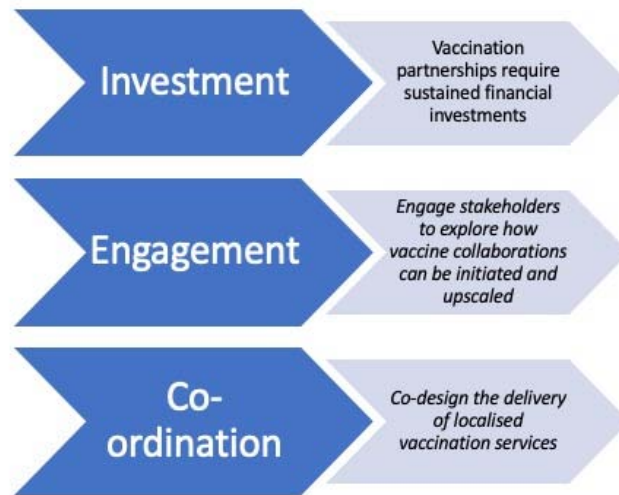 Investment
Vaccination
partnerships require
sustained financial
investments
Engagement
Engage stakeholders
to explore how
vaccine collaborations
can be initiated and
upscaled
Co-
ordination
Co-design the delivery
of localised
vaccination services